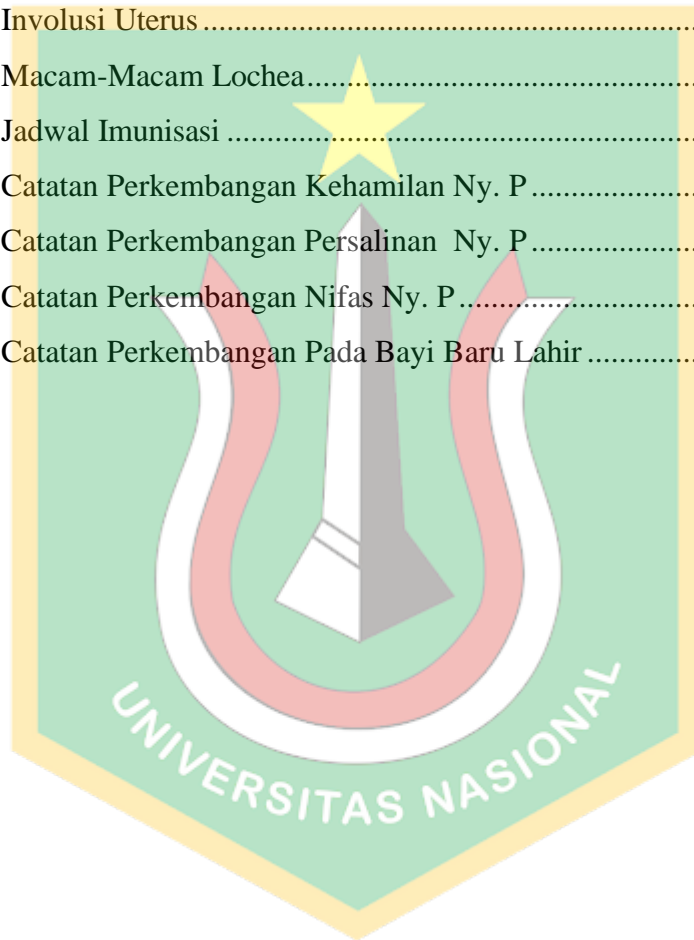 Involusi Uterus ..............................................................
Macam-Macam Lochea.................................................
Jadwal Imunisasi ...........................................................
Catatan Perkembangan Kehamilan Ny. P .....................
Catatan Perkembangan Persalinan  Ny. P.....................
Catatan Perkembangan Nifas Ny. P ..............................
Catatan Perkembangan Pada Bayi Baru Lahir ..............
UNIVERSITAS NASIONAL